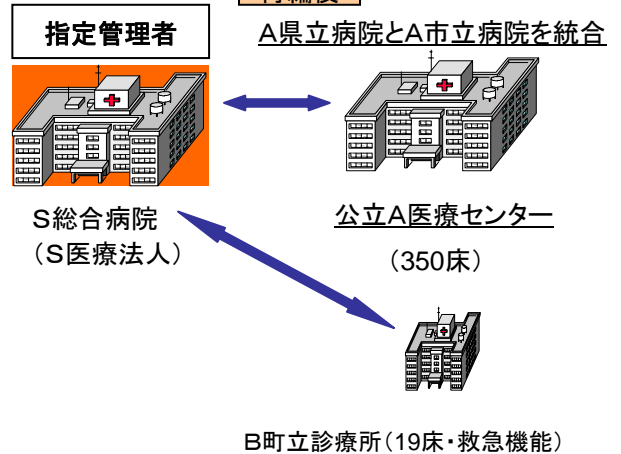 指定管理者
A県立病院とA市立病院を統合
S総合病院
（S医療法人）
公立A医療センター
（350床）
B町立診療所（19床・救急機能）